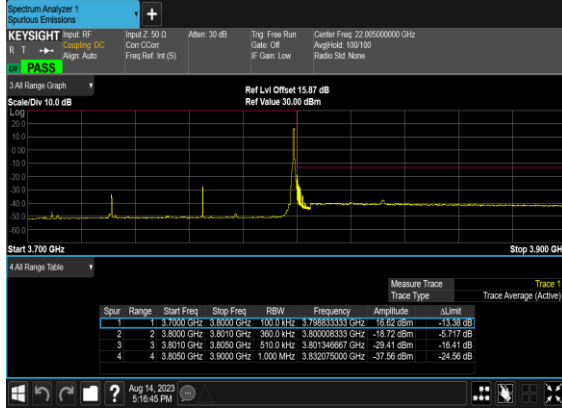 Spectrum Analyzer 1
Spurious Emissions
+
KEYSIGHT Input: RF Input Z: 50 Ω Atten: 30 dB Trig: Free Run Center Freq: 22.005000000 GHz
R T Coupling: DC Corr CCorr Gate: Off Avg|Hold: 100/100
Align: Auto Freq Ref: Int (S) IF Gain: Low Radio Std: None
PASS
3 All Range Graph Ref Lvl Offset 15.87 dB
Scale/Div 10.0 dB Ref Value 30.00 dBm
Log
20.0
10.0
0.00
-10.0
-20.0
-30.0
-40.0
-50.0
-60.0
Start 3.700 GHz Stop 3.900 GH
4 All Range Table
Measure Trace Trace 1
Trace Type Trace Average (Active)
Spur Range Start Freq Stop Freq RBW Frequency Amplitude ΔLimit
1 1 3.7000 GHz 3.8000 GHz 100.0 kHz 3.798833333 GHz 16.62 dBm -13.38 dB
2 2 3.8000 GHz 3.8010 GHz 360.0 kHz 3.800008333 GHz -18.72 dBm -5.717 dB
3 3 3.8010 GHz 3.8050 GHz 510.0 kHz 3.801346667 GHz -29.41 dBm -16.41 dB
4 4 3.8050 GHz 3.9000 GHz 1.000 MHz 3.832075000 GHz -37.56 dBm -24.56 dB
? Aug 14, 2023
5:16:45 PM